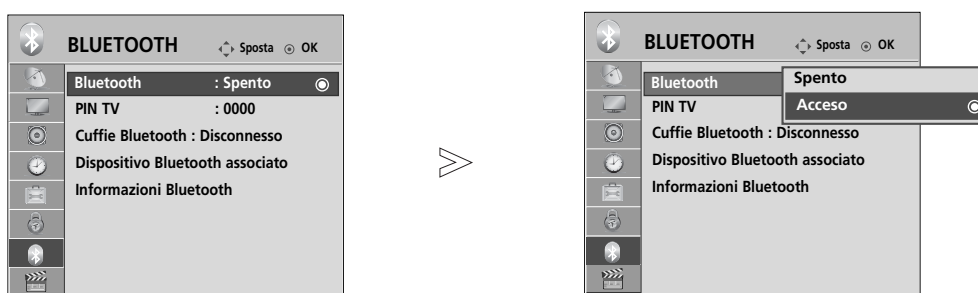 BLUETOOTH Sposta OK
Bluetooth : Spento
PIN TV : 0000
Cuffie Bluetooth : Disconnesso
Dispositivo Bluetooth associato
Informazioni Bluetooth
BLUETOOTH Sposta OK
Bluetooth Spento
PIN TV Acceso
Cuffie Bluetooth : Disconnesso
Dispositivo Bluetooth associato
Informazioni Bluetooth